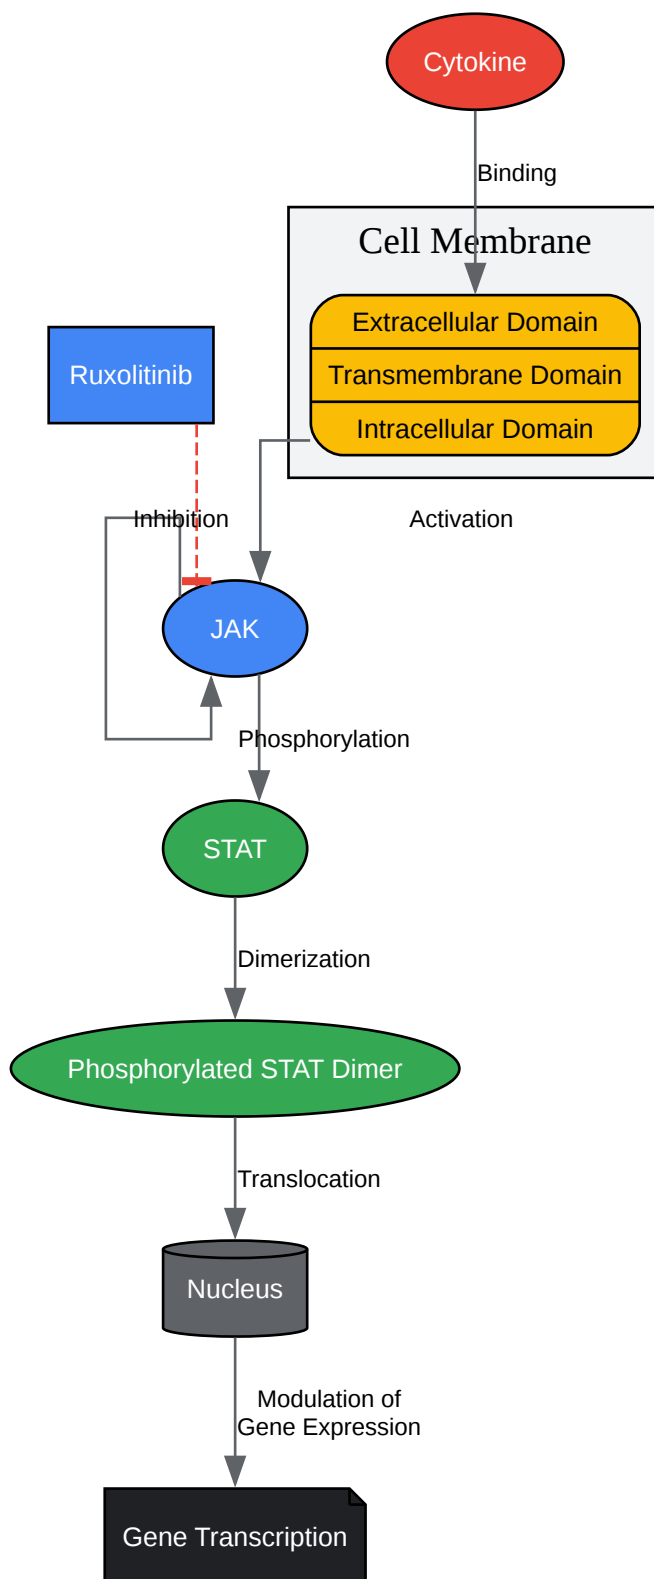 Cytokine
Binding
Cell Membrane
Extracellular Domain
Transmembrane Domain
Intracellular Domain
Ruxolitinib
Inhibition
Activation
JAK
Phosphorylation
STAT
Dimerization
Phosphorylated STAT Dimer
Translocation
Nucleus
Modulation of
Gene Expression
Gene Transcription